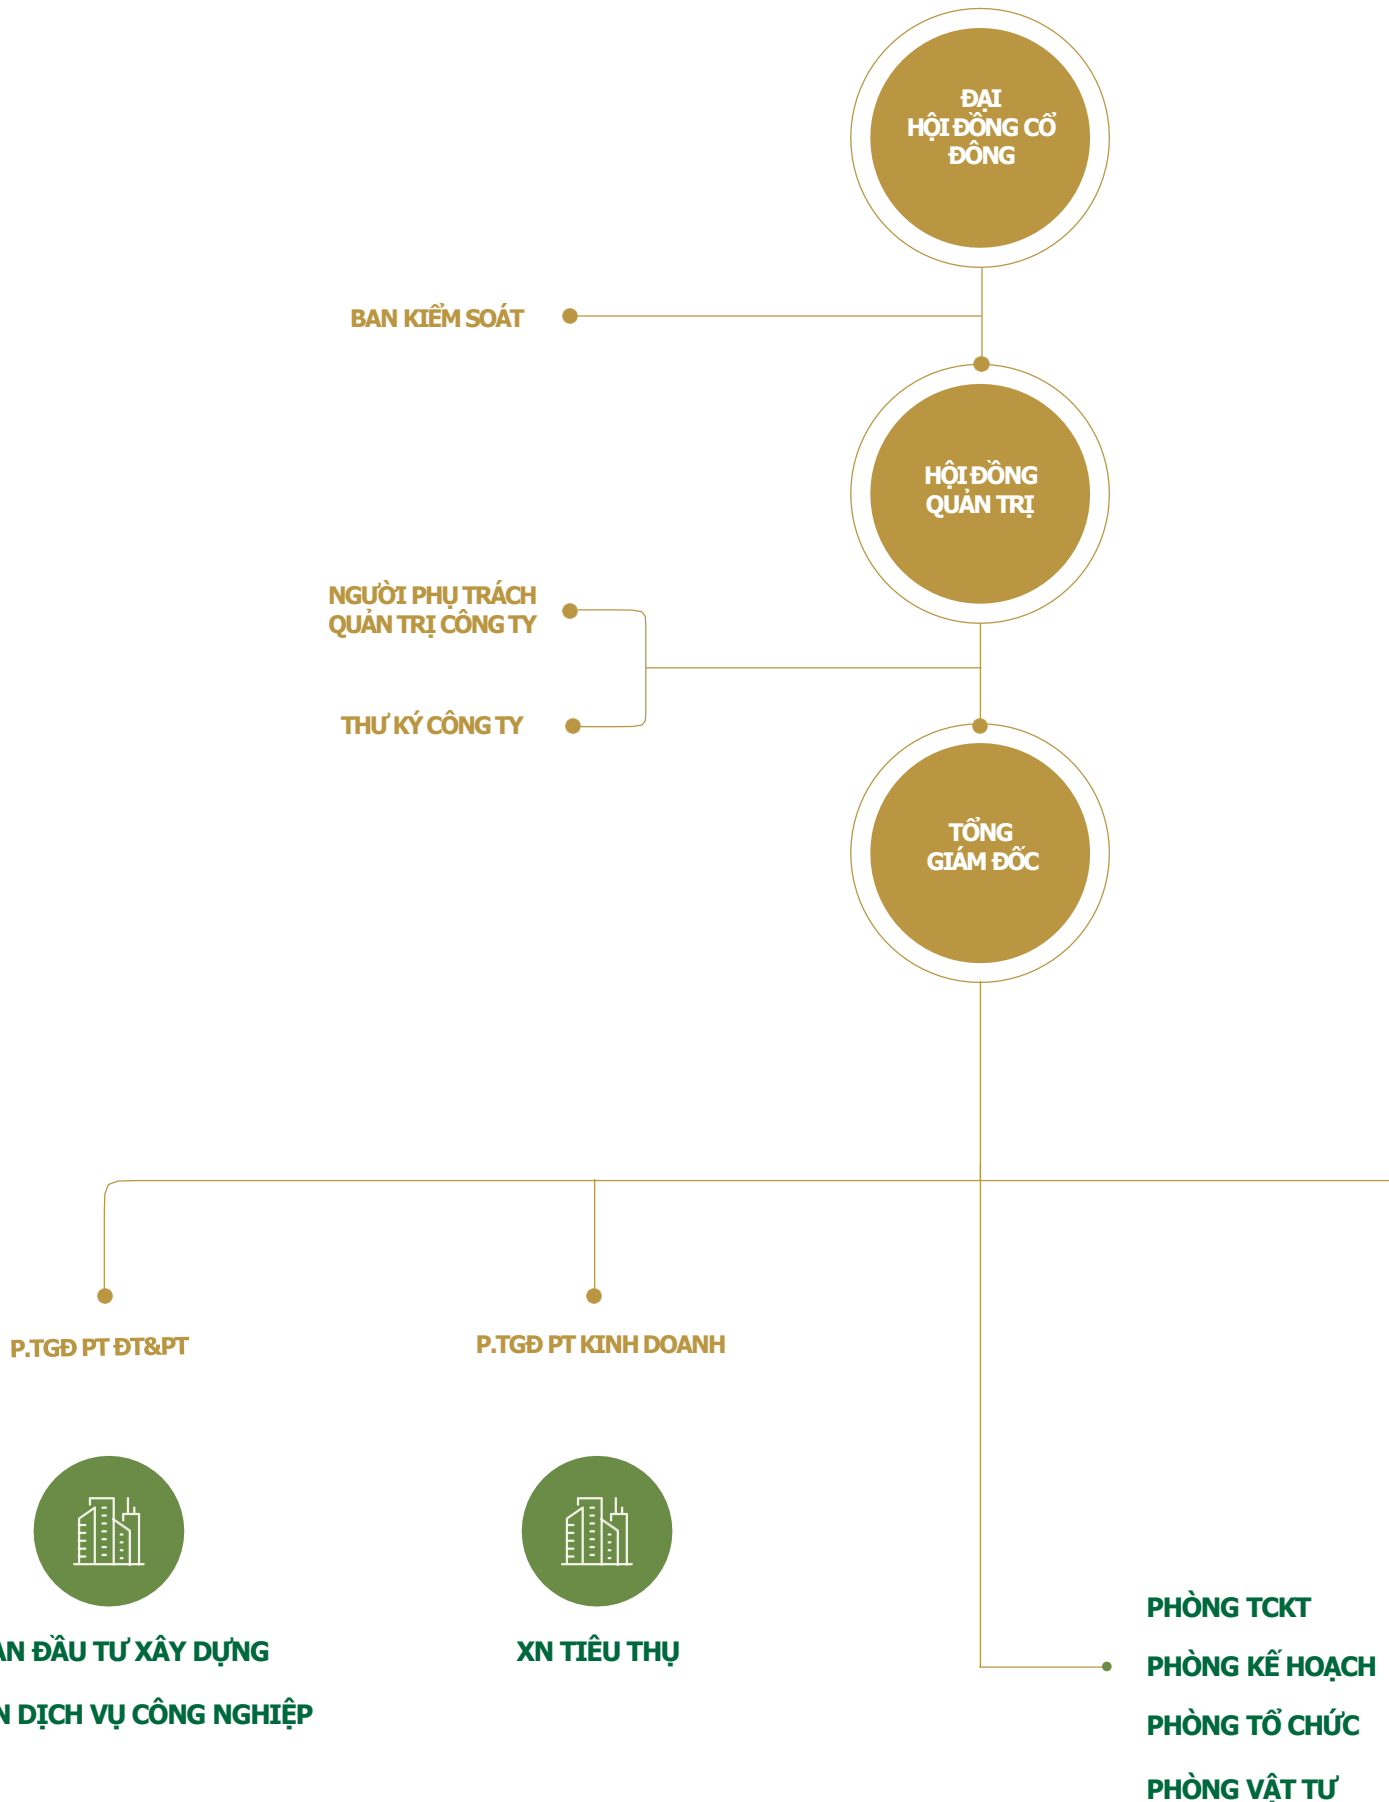 ĐẠI
HỘI ĐỒNG CỔ
ĐÔNG
BAN KIỂM SOÁT
HỘI ĐỒNG
QUẢN TRỊ
NGƯỜI PHỤ TRÁCH
QUẢN TRỊ CÔNG TY
THƯ KÝ CÔNG TY
TỔNG
GIÁM ĐỐC
P.TGĐ PT ĐT&PT
P.TGĐ PT KINH DOANH
ĐẦU TƯ XÂY DỰNG
DỊCH VỤ CÔNG NGHIỆP
XN TIÊU THỤ
PHÒNG TCKT
PHÒNG KẾ HOẠCH
PHÒNG TỔ CHỨC
PHÒNG VẬT TƯ